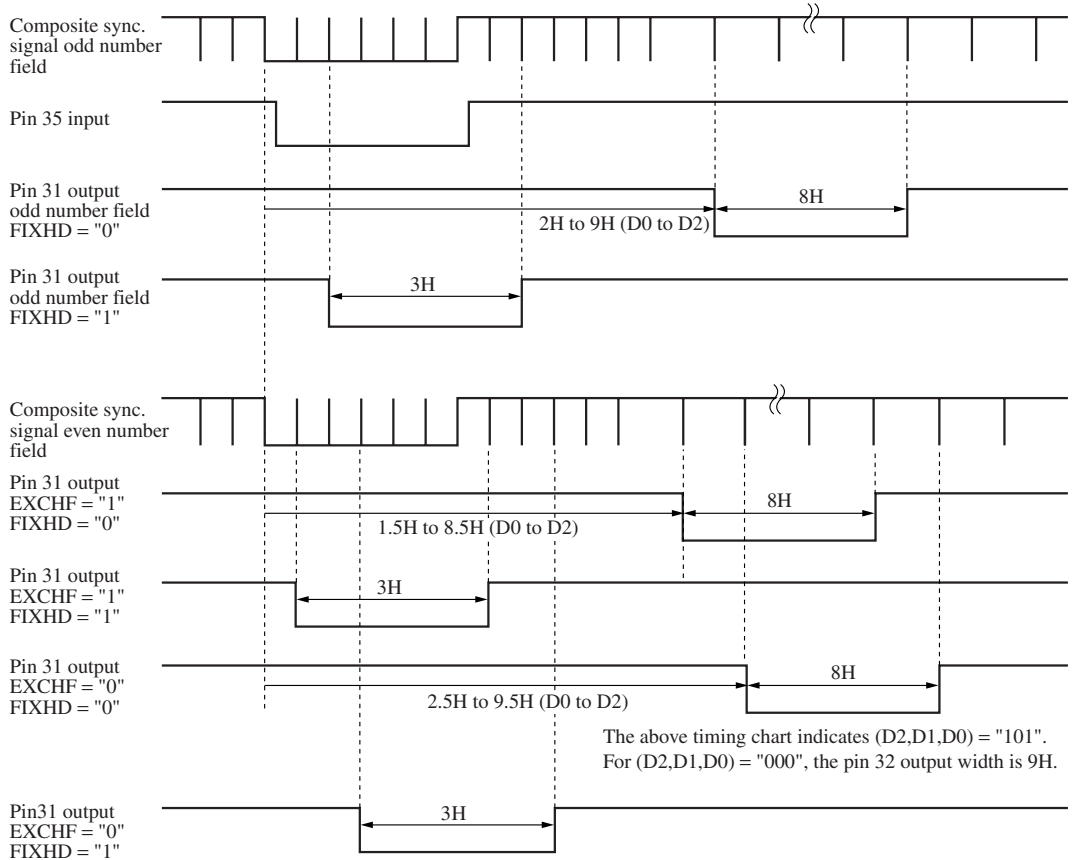 Composite sync.
signal odd number
field
Pin 35 input
Pin 31 output
odd number field
FIXHD = "0"
8H
2H to 9H (D0 to D2)
Pin 31 output
odd number field
FIXHD = "1"
3H
Composite sync.
signal even number
field
Pin 31 output
EXCHF = "1"
FIXHD = "0"
8H
1.5H to 8.5H (D0 to D2)
Pin 31 output
EXCHF = "1"
FIXHD = "1"
3H
Pin 31 output
EXCHF = "0"
FIXHD = "0"
8H
2.5H to 9.5H (D0 to D2)
The above timing chart indicates (D2,D1,D0) = "101".
For (D2,D1,D0) = "000", the pin 32 output width is 9H.
Pin31 output
EXCHF = "0"
FIXHD = "1"
3H